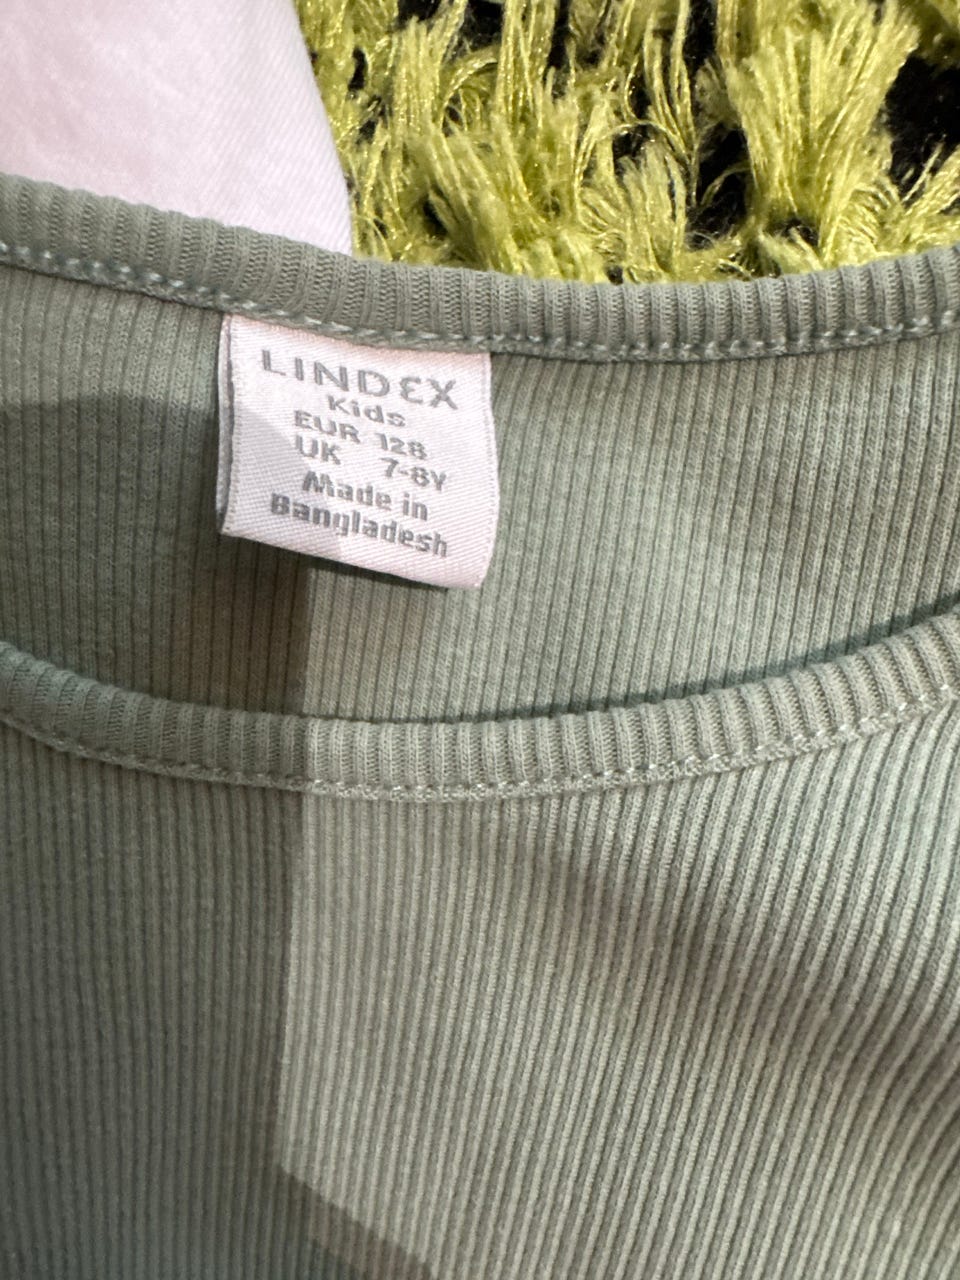 LINDEX
Kids
EUR 128
UK 7-8Y
Made in
Bangladesh